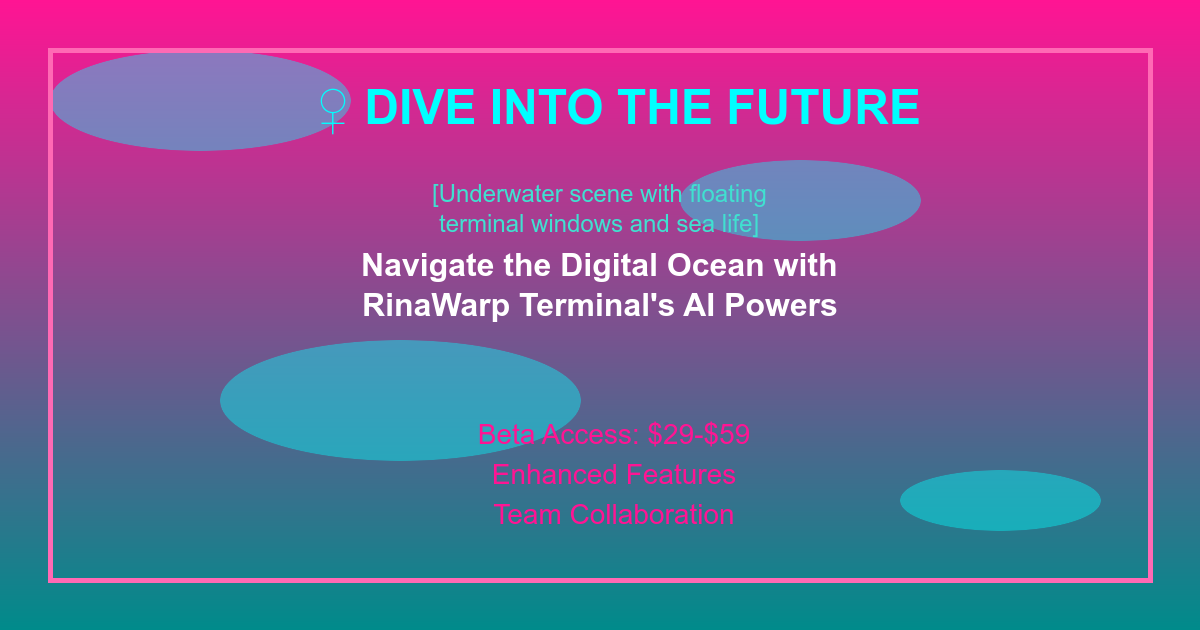 ♀ DIVE INTO THE FUTURE
[Underwater scene with floating
terminal windows and sea life]
Navigate the Digital Ocean with
RinaWarp Terminal's AI Powers
Beta Access: $29-$59
Enhanced Features
Team Collaboration